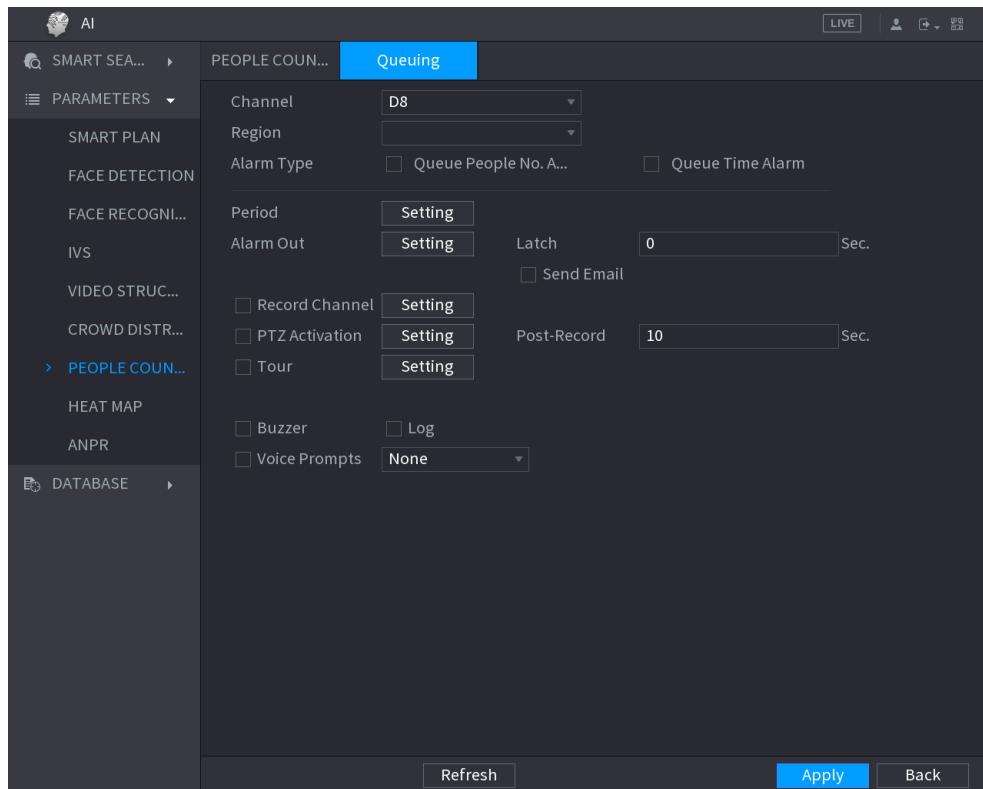 AI LIVE
SMART SEA...
PARAMETERS
SMART PLAN
FACE DETECTION
FACE RECOGNI...
IVS
VIDEO STRUC...
CROWD DISTR...
PEOPLE COUN...
HEAT MAP
ANPR
DATABASE
PEOPLE COUN... Queuing
Channel D8
Region
Alarm Type Queue People No. A... Queue Time Alarm
Period Setting
Alarm Out Setting Latch 0 Sec.
Send Email
Record Channel Setting
PTZ Activation Setting Post-Record 10 Sec.
Tour Setting
Buzzer Log
Voice Prompts None
Refresh Apply Back